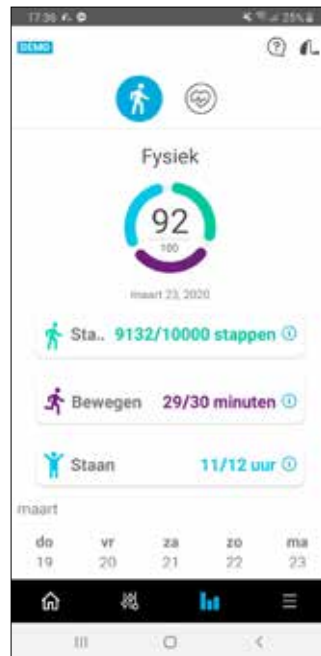 17:36
25%
DEMO
Fysiek
92
100
maart 23, 2020
Sta.. 9132/10000 stappen
Bewegen 29/30 minuten
Staan 11/12 uur
maart
do vr za zo ma
19 20 21 22 23